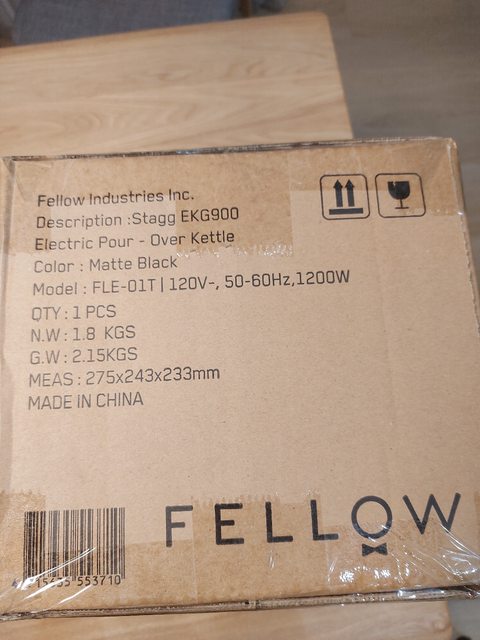 Fellow Industries Inc.
Description :Stagg EKG900
Electric Pour - Over Kettle
Color : Matte Black
Model : FLE-01T | 120V~, 50-60Hz,1200W
QTY : 1 PCS
N.W : 1.8 KGS
G.W : 2.15KGS
MEAS : 275x243x233mm
MADE IN CHINA
FELLOW
553710